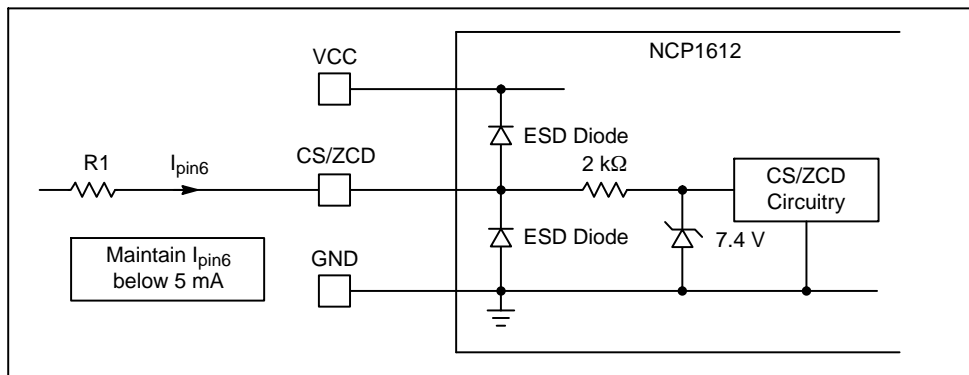 NCP1612
VCC
ESD Diode
R1
Ipin6
CS/ZCD
2 kΩ
CS/ZCD
Circuitry
ESD Diode
7.4 V
Maintain Ipin6
below 5 mA
GND